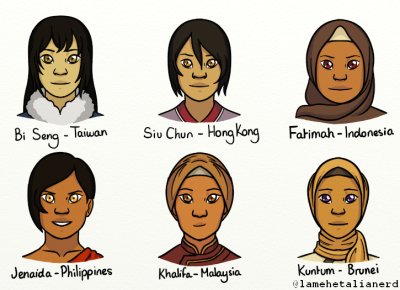 Bi Seng - Taiwan
Siu Chun - Hong Kong
Fatimah - Indonesia
Jenaida - Philippines
Khalifa - Malaysia
Kuntum - Brunei
@lamehetalianerd